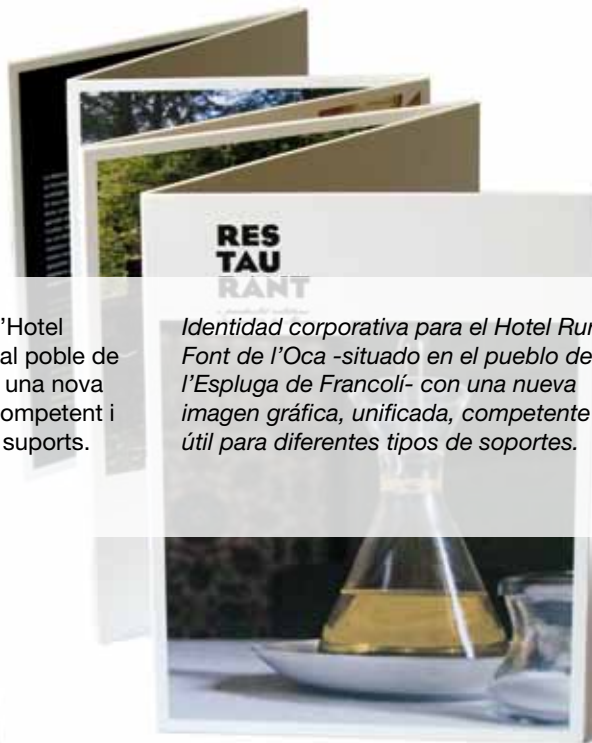 RES
TAU
RANT
'Hotel
al poble de
una nova
ompetent i
suports.
Identidad corporativa para el Hotel Rur
Font de l'Oca -situado en el pueblo de
l'Espluga de Francolí- con una nueva
imagen gráfica, unificada, competente
útil para diferentes tipos de soportes.